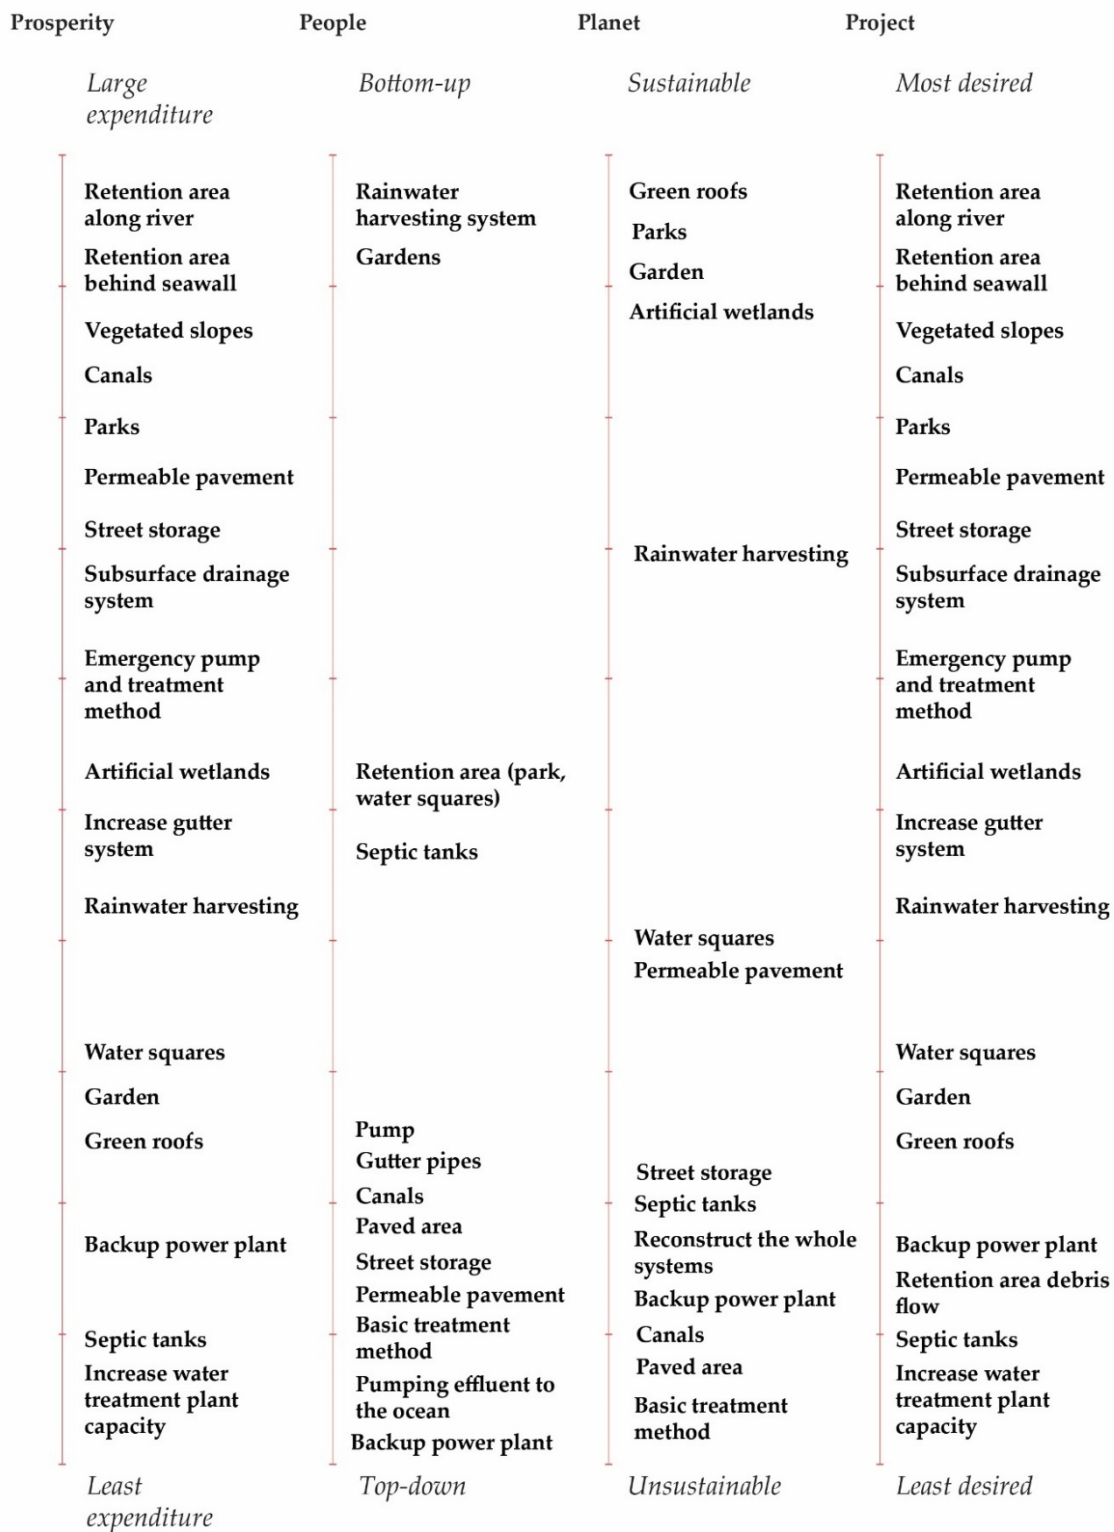 Prosperity
Large
expenditure
Retention area
along river
Retention area
behind seawall
Vegetated slopes
Canals
Parks
Permeable pavement
Street storage
Subsurface drainage
system
Emergency pump
and treatment
method
Artificial wetlands
Increase gutter
system
Rainwater harvesting
Water squares
Garden
Green roofs
Backup power plant
Septic tanks
Increase water
treatment plant
capacity
Least
expenditure
People
Bottom-up
Rainwater
harvesting system
Gardens
Retention area (park,
water squares)
Septic tanks
Pump
Gutter pipes
Canals
Paved area
Street storage
Permeable pavement
Basic treatment
method
Pumping effluent to
the ocean
Backup power plant
Top-down
Planet
Sustainable
Green roofs
Parks
Garden
Artificial wetlands
Rainwater harvesting
Water squares
Permeable pavement
Street storage
Septic tanks
Reconstruct the whole
systems
Backup power plant
Canals
Paved area
Basic treatment
method
Unsustainable
Project
Most desired
Retention area
along river
Retention area
behind seawall
Vegetated slopes
Canals
Parks
Permeable pavement
Street storage
Subsurface drainage
system
Emergency pump
and treatment
method
Artificial wetlands
Increase gutter
system
Rainwater harvesting
Water squares
Garden
Green roofs
Backup power plant
Retention area debris
flow
Septic tanks
Increase water
treatment plant
capacity
Least desired